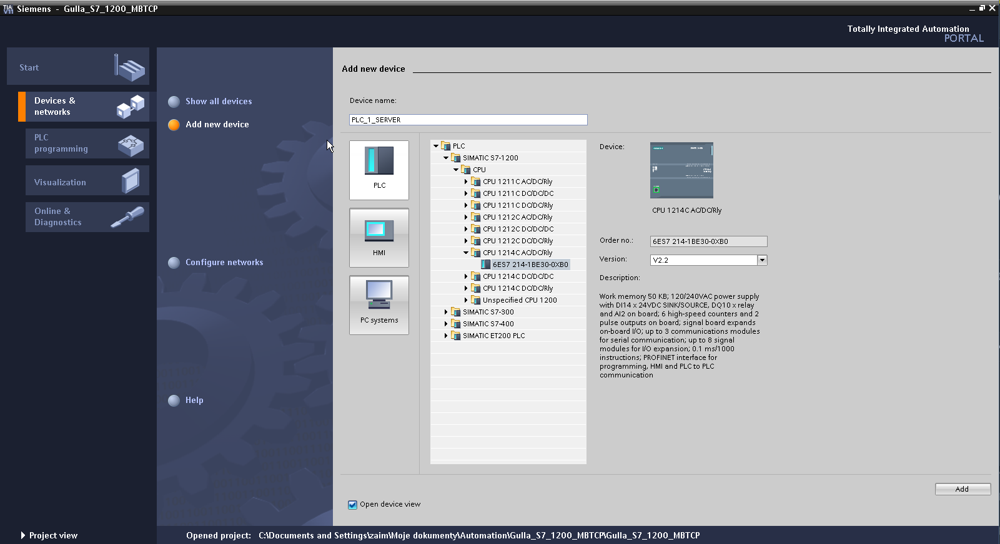 TIA V11 Siemens - Gulla_S7_1200_MBTCP
Totally Integrated Automation
PORTAL
Start
Devices &
networks
PLC
programming
Visualization
Online &
Diagnostics
Show all devices
Add new device
Configure networks
Help
Add new device
Device name:
PLC_1_SERVER
PLC
HMI
PC systems
PLC
SIMATIC S7-1200
CPU
CPU 1211C AC/DC/Rly
CPU 1211C DC/DC/DC
CPU 1211C DC/DC/Rly
CPU 1212C AC/DC/Rly
CPU 1212C DC/DC/DC
CPU 1212C DC/DC/Rly
CPU 1214C AC/DC/Rly
6ES7 214-1BE30-0XB0
CPU 1214C DC/DC/DC
CPU 1214C DC/DC/Rly
Unspecified CPU 1200
SIMATIC S7-300
SIMATIC S7-400
SIMATIC ET200 PLC
Device:
CPU 1214C AC/DC/Rly
Order no.:
6ES7 214-1BE30-0XB0
Version:
V2.2
Description:
Work memory 50 KB; 120/240VAC power supply
with DI14 x 24VDC SINK/SOURCE, DQ10 x relay
and AI2 on board; 6 high-speed counters and 2
pulse outputs on board; signal board expands
on-board I/O; up to 3 communications modules
for serial communication; up to 8 signal
modules for I/O expansion; 0.1 ms/1000
instructions; PROFINET interface for
programming, HMI and PLC to PLC
communication
Add
Open device view
Project view
Opened project: C:\Documents and Settings\zaim\Moje dokumenty\Automation\Gulla_S7_1200_MBTCP\Gulla_S7_1200_MBTCP